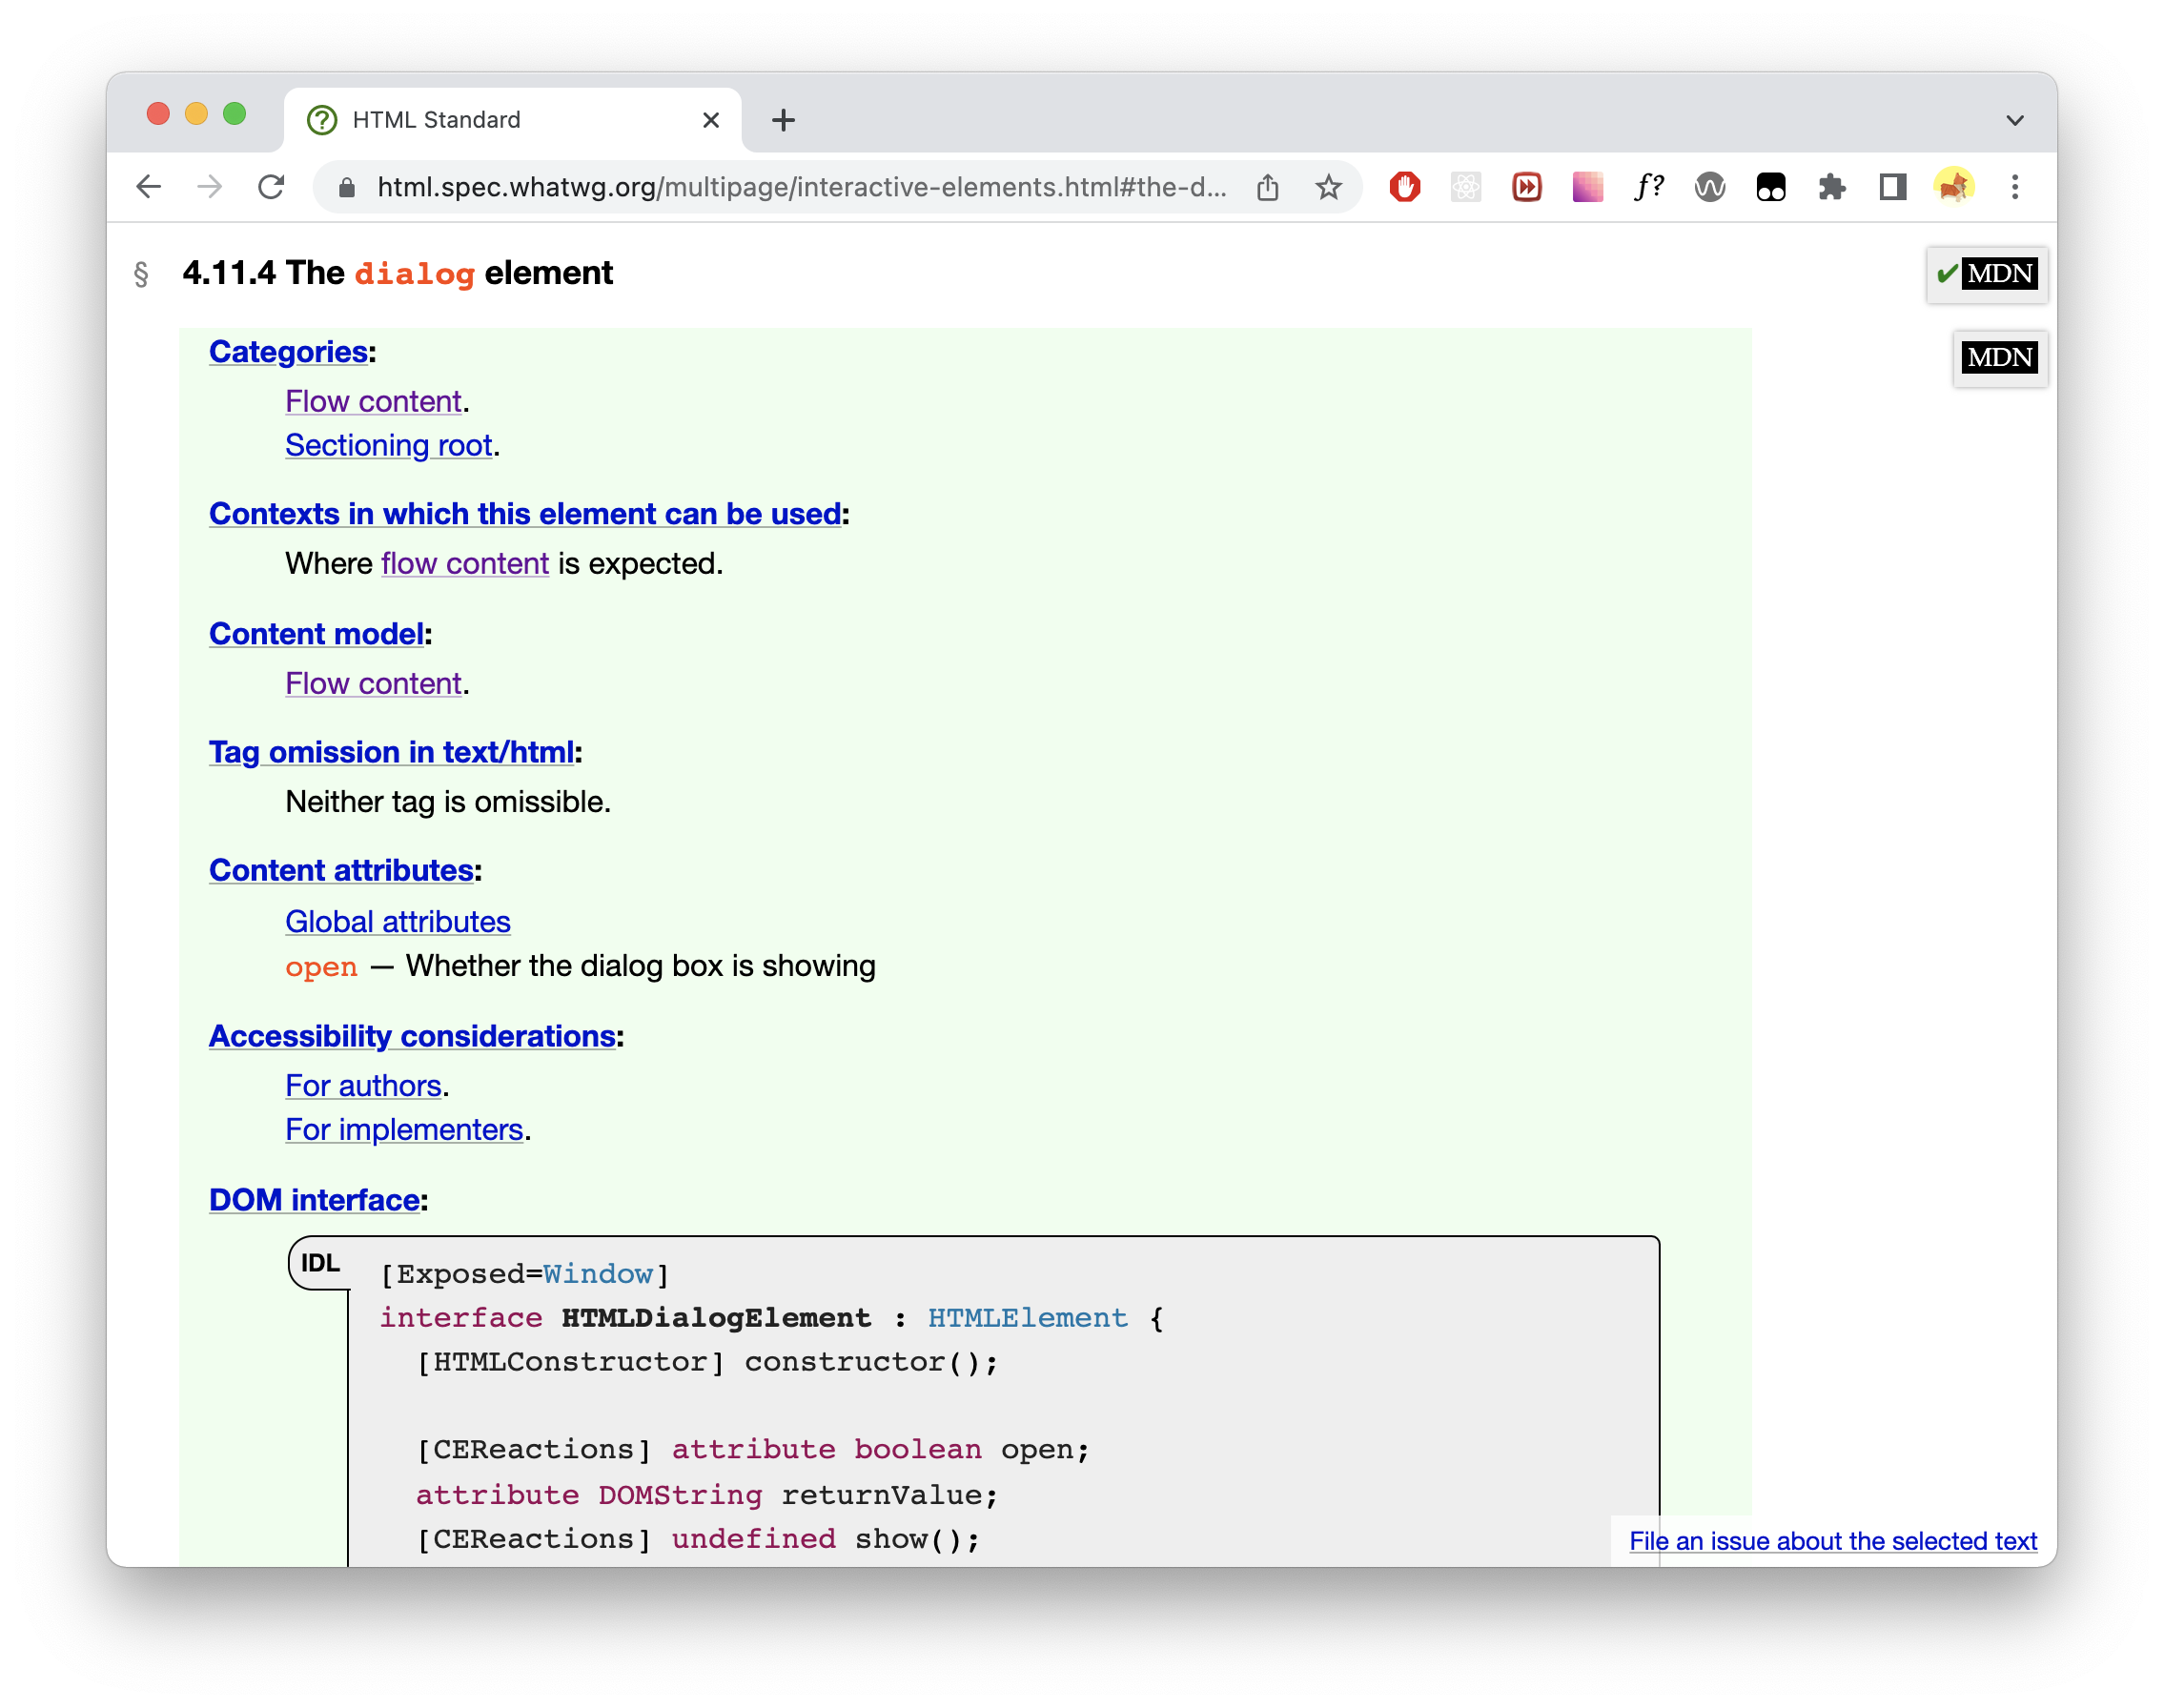 HTML Standard
html.spec.whatwg.org/multipage/interactive-elements.html#the-d...
f?
§ 4.11.4 The dialog element
✔MDN
MDN
Categories:
Flow content.
Sectioning root.
Contexts in which this element can be used:
Where flow content is expected.
Content model:
Flow content.
Tag omission in text/html:
Neither tag is omissible.
Content attributes:
Global attributes
open — Whether the dialog box is showing
Accessibility considerations:
For authors.
For implementers.
DOM interface:
IDL
[Exposed=Window]
interface HTMLDialogElement : HTMLElement {
[HTMLConstructor] constructor();
[CEReactions] attribute boolean open;
attribute DOMString returnValue;
[CEReactions] undefined show();
File an issue about the selected text